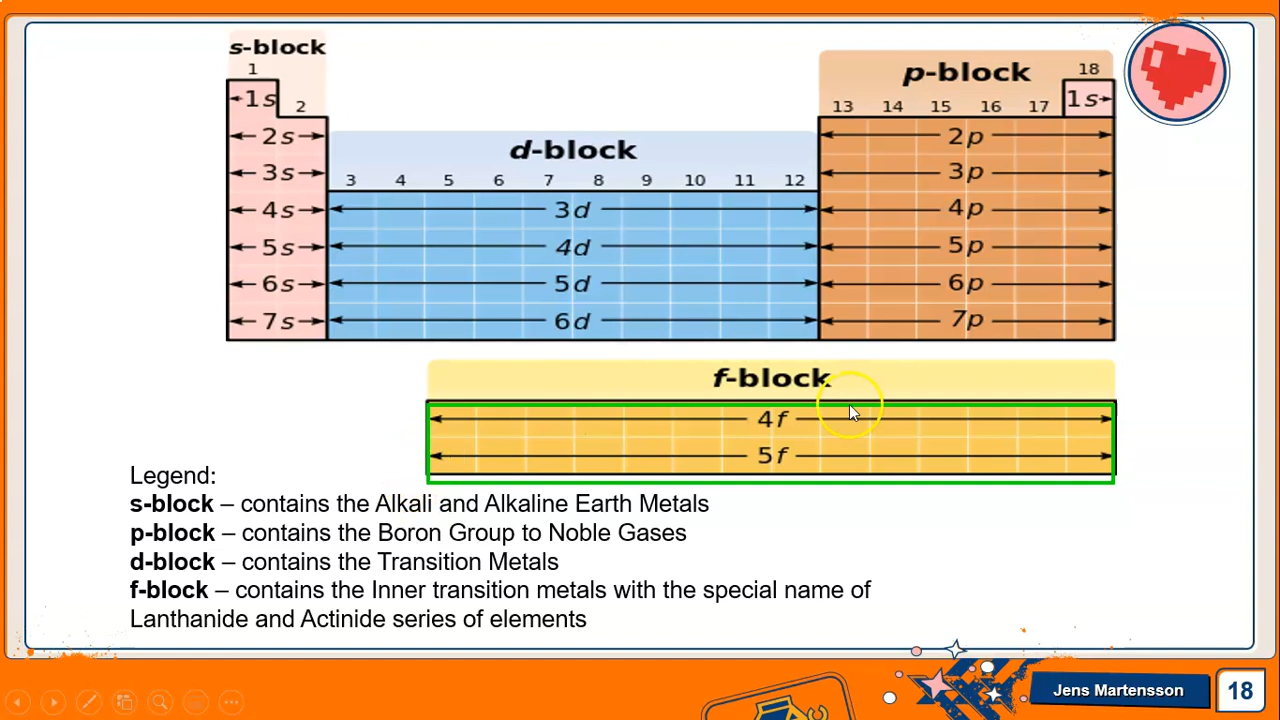 s-block
1
p-block
18
1s
2
13 14 15 16 17
1s
2s
2p
d-block
3s
3p
3 4 5 6 7 8 9 10 11 12
4s
3d
4p
5s
4d
5p
6s
5d
6p
7s
6d
7p
f-block
4f
5f
Legend:
s-block – contains the Alkali and Alkaline Earth Metals
p-block – contains the Boron Group to Noble Gases
d-block – contains the Transition Metals
f-block – contains the Inner transition metals with the special name of
Lanthanide and Actinide series of elements
Jens Martensson
18